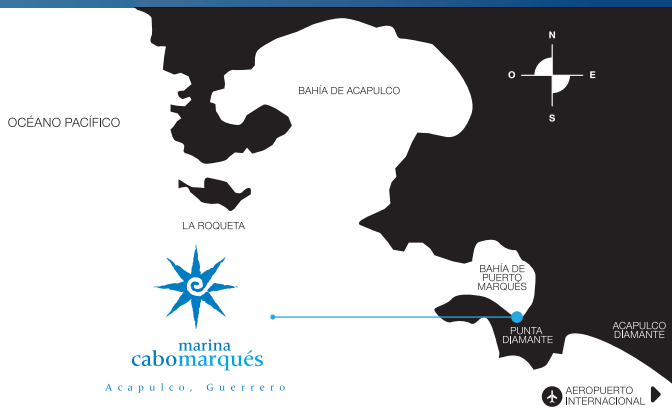 N
O
E
S
BAHÍA DE ACAPULCO
OCÉANO PACÍFICO
LA ROQUETA
BAHÍA DE
PUERTO
MARQUÉS
PUNTA
DIAMANTE
ACAPULCO
DIAMANTE
marina
cabomarqués
Acapulco, Guerrero
AEROPUERTO
INTERNACIONAL